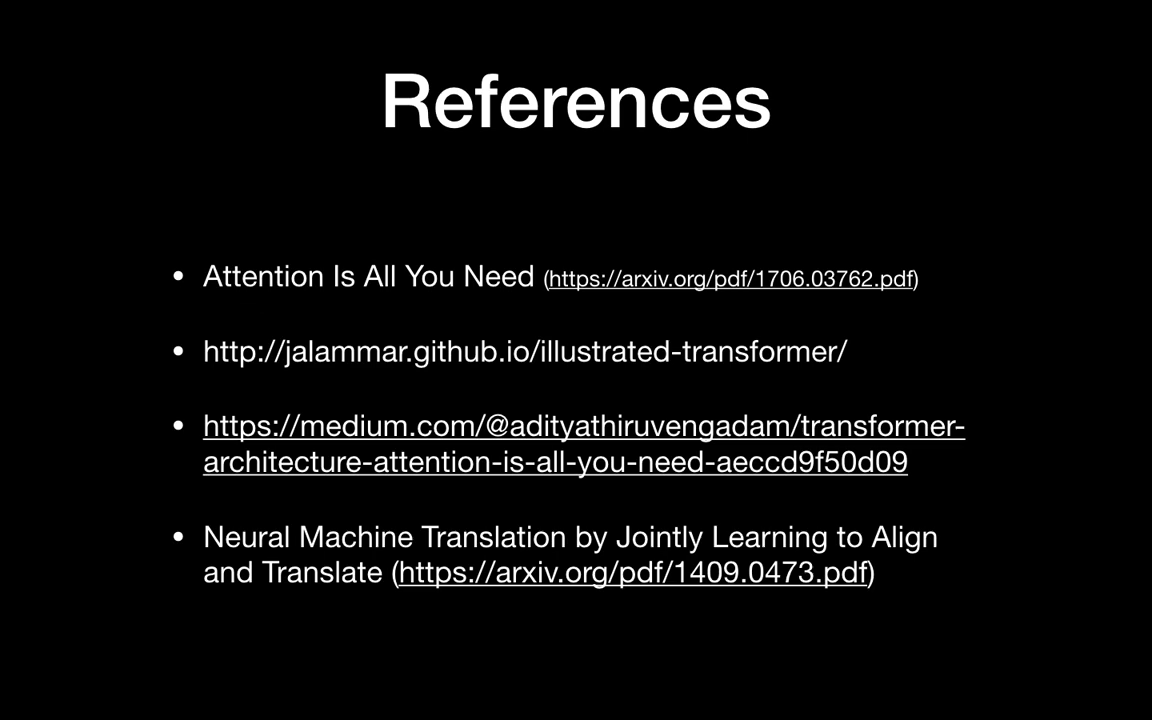 References
• Attention Is All You Need (https://arxiv.org/pdf/1706.03762.pdf)
• http://jalammar.github.io/illustrated-transformer/
• https://medium.com/@adityathiruvengadam/transformer-
architecture-attention-is-all-you-need-aeccd9f50d09
• Neural Machine Translation by Jointly Learning to Align
and Translate (https://arxiv.org/pdf/1409.0473.pdf)